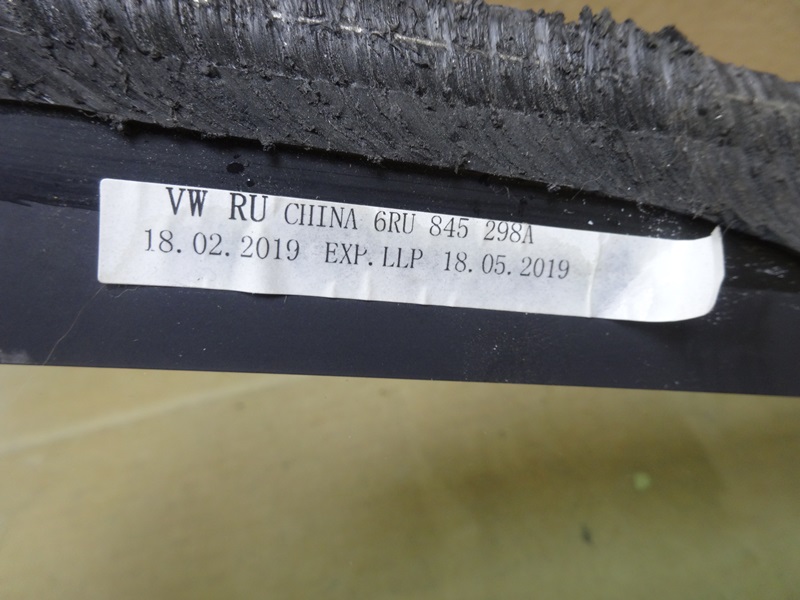 VW RU CHINA 6RU 845 298A
18.02.2019 EXP.LLP 18.05.2019